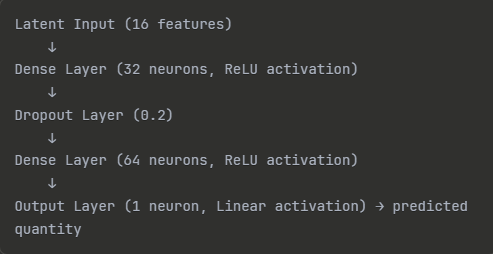 Latent Input (16 features)
↓
Dense Layer (32 neurons, ReLU activation)
↓
Dropout Layer (0.2)
↓
Dense Layer (64 neurons, ReLU activation)
↓
Output Layer (1 neuron, Linear activation) → predicted
quantity